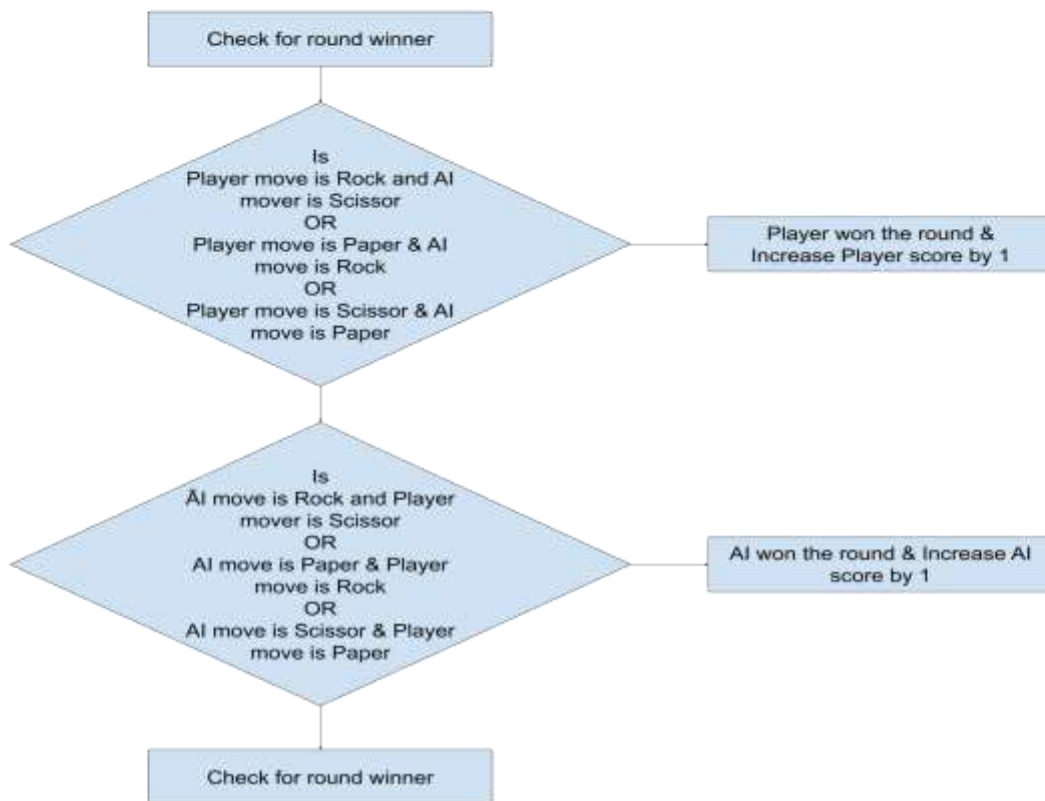 Check for round winner
Is
Player move is Rock and AI
mover is Scissor
OR
Player move is Paper & AI
move is Rock
OR
Player move is Scissor & AI
move is Paper
Player won the round &
Increase Player score by 1
Is
ÃI move is Rock and Player
mover is Scissor
OR
AI move is Paper & Player
move is Rock
OR
AI move is Scissor & Player
move is Paper
AI won the round & Increase AI
score by 1
Check for round winner